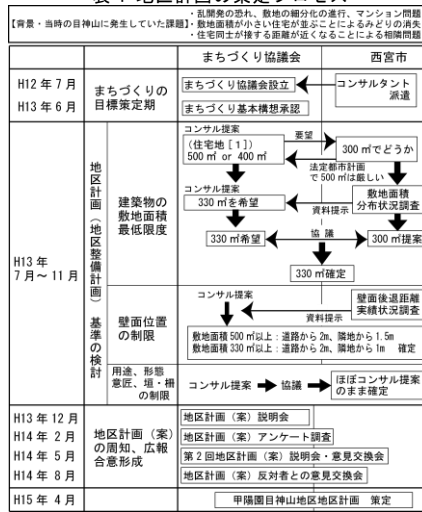 表1 地区計画の策定プロセス
【背景・当時の目神山に発生していた課題】
・乱開発の恐れ、敷地の細分化の進行、マンション問題
・敷地面積が小さい住宅が並ぶことによるみどりの消失
・住宅同士が接する距離が近くなることによる相隣問題
まちづくり協議会
西宮市
H12年7月
H13年6月
まちづくりの
目標策定期
まちづくり協議会設立
まちづくり基本構想承認
コンサルタント
派遣
H13年
7月〜11月
地区計画(地区整備計画)基準の検討
建築物の
敷地面積
最低限度
コンサル提案
(住宅地[1])
500㎡ or 400㎡
要望
300㎡でどうか
法定都市計画
で500㎡は厳しい
コンサル提案
330㎡を希望
敷地面積
分布状況調査
資料提示
330㎡希望
協議
300㎡提案
330㎡確定
壁面位置
の制限
コンサル提案
壁面後退距離
実績状況調査
資料提示
敷地面積500㎡以上:道路から2m、隣地から1.5m
敷地面積330㎡以上:道路から2m、隣地から1m 確定
用途、形態
意匠、垣・柵
の制限
コンサル提案
協議
ほぼコンサル提案
のまま確定
H13年12月
H14年2月
H14年5月
H14年8月
地区計画(案)
の周知、広報
合意形成
地区計画(案)説明会
地区計画(案)アンケート調査
第2回地区計画(案)説明会・意見交換会
地区計画(案)反対者との意見交換会
H15年4月
甲陽園目神山地区地区計画 策定